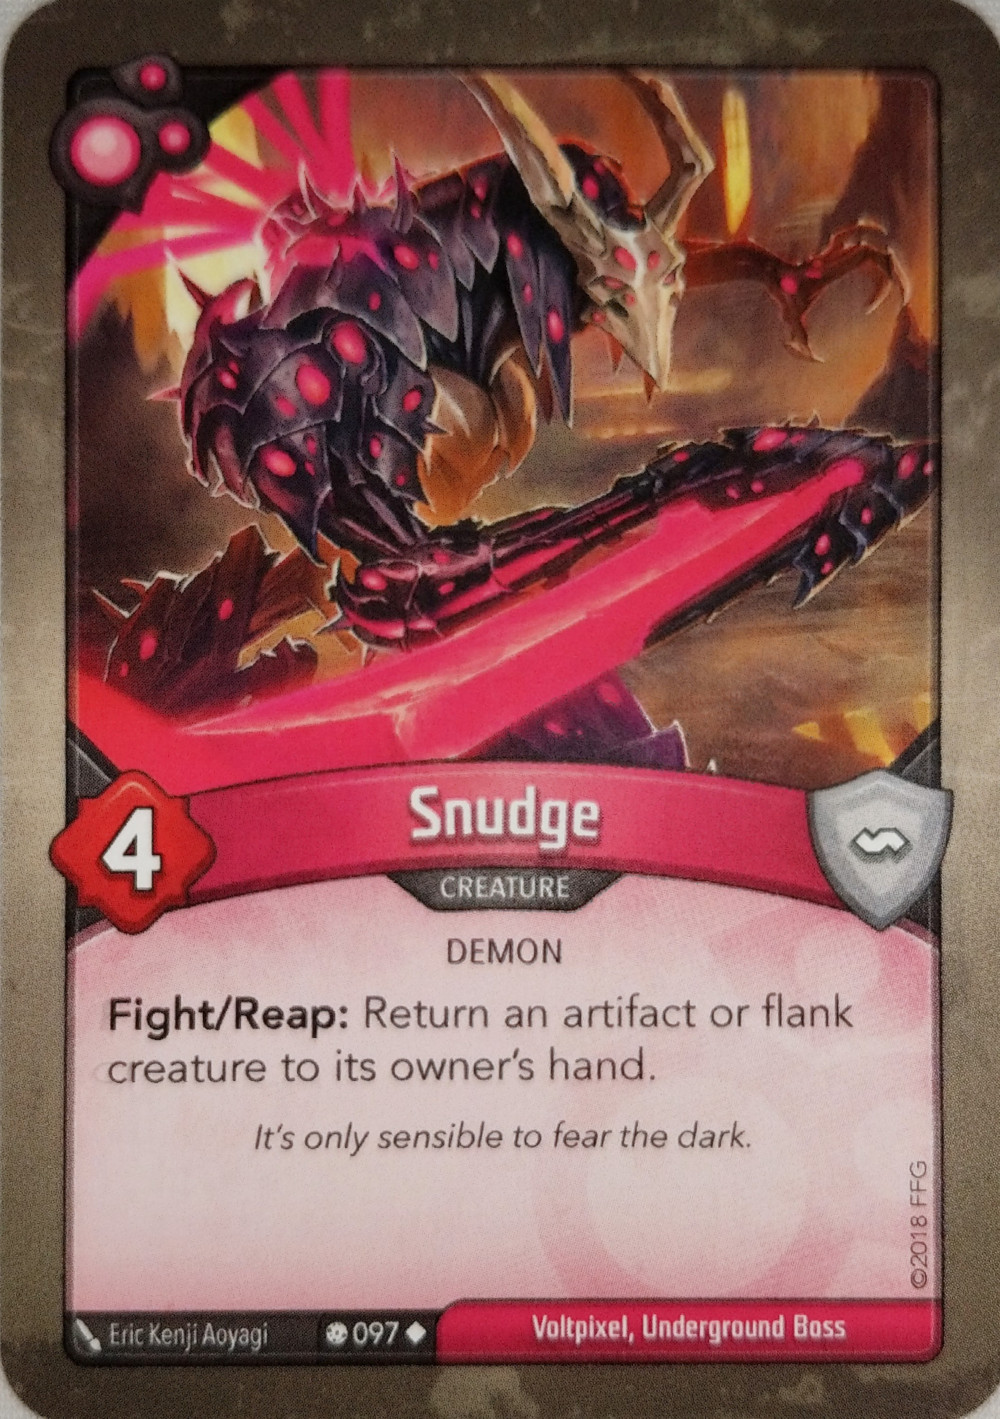 4
Snudge
CREATURE
DEMON
Fight/Reap: Return an artifact or flank
creature to its owner's hand.
It's only sensible to fear the dark.
©2018 FFG
Eric Kenji Aoyagi
097
Voltpixel, Underground Boss